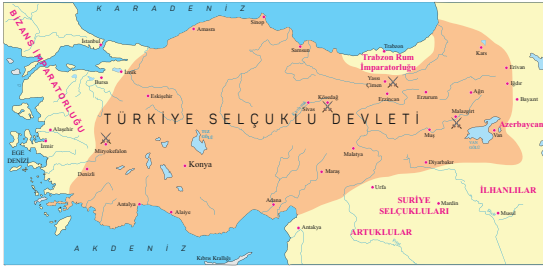 KARADENİZ
BİZANS İMPARATORLUĞU
Sinop
Amasra
İstanbul
Samsun
Trabzon
Kars
Trabzon Rum
İmparatorluğu
İznik
Erivan
Bursa
Yassı
Çimen
Iğdır
Eskişehir
Kösedağ
Erzincan
Erzurum
Ağrı
Bayazıt
Sivas
Malazgirt
TÜRKİYE SELÇUKLU DEVLETİ
Azerbaycan
Alaşehir
Muş
Van
İzmir
EGE
DENİZİ
Miryokefalon
Malatya
Konya
Diyarbakır
Denizli
Maraş
Urfa
İLHANLILAR
Mardin
SURİYE
SELÇUKLULARI
Antalya
Alaiye
Adana
Musul
Antakya
ARTUKLULAR
AKDENİZ
Kıbrıs Krallığı